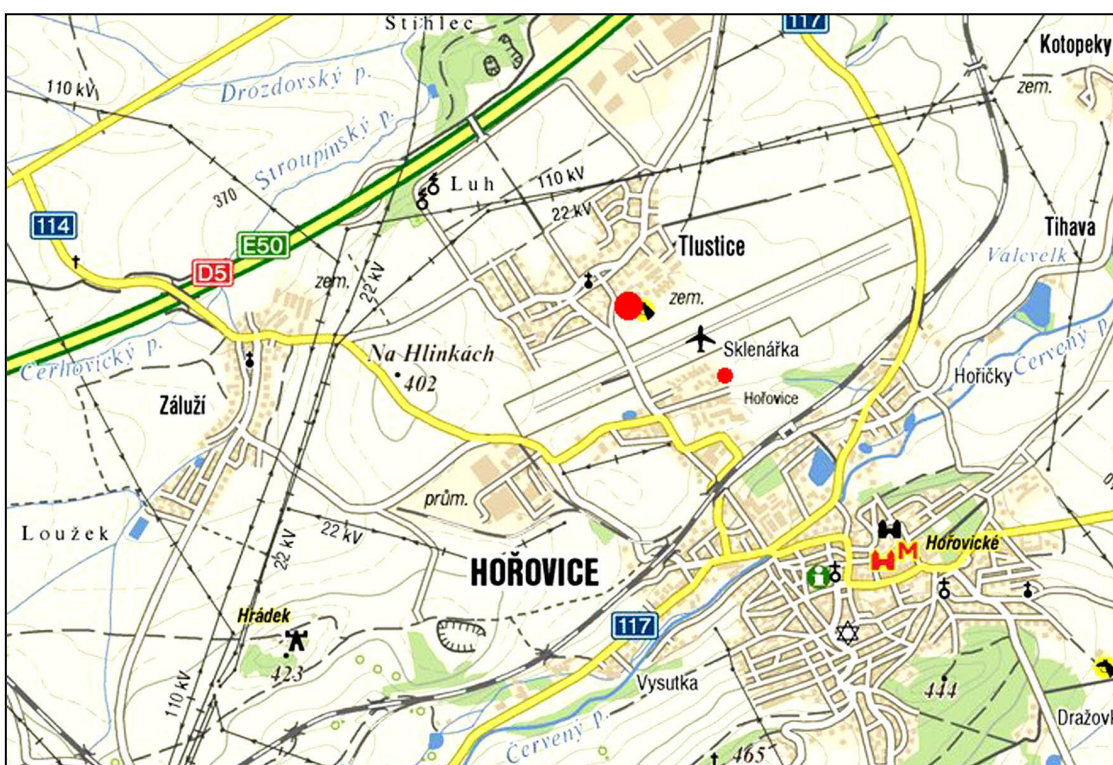 Stihlec
117
Kotopeky
110 kV
Drozdovský p.
zem.
Stroupinský p.
370
Luh
110 kV
22 kV
114
E50
D5
Tlustice
Tihava
Valcvelk
zem.
22 kV
zem.
Cerhovický p.
Na Hlinkách
402
Sklenářka
Hořovice
Hořičky
Červený p.
Záluží
prům.
Loužek
22 kV
22 kV
HOŘOVICE
M
Hořovické
i
Hrádek
423
117
Vysutka
444
110 kV
Červený p.
465